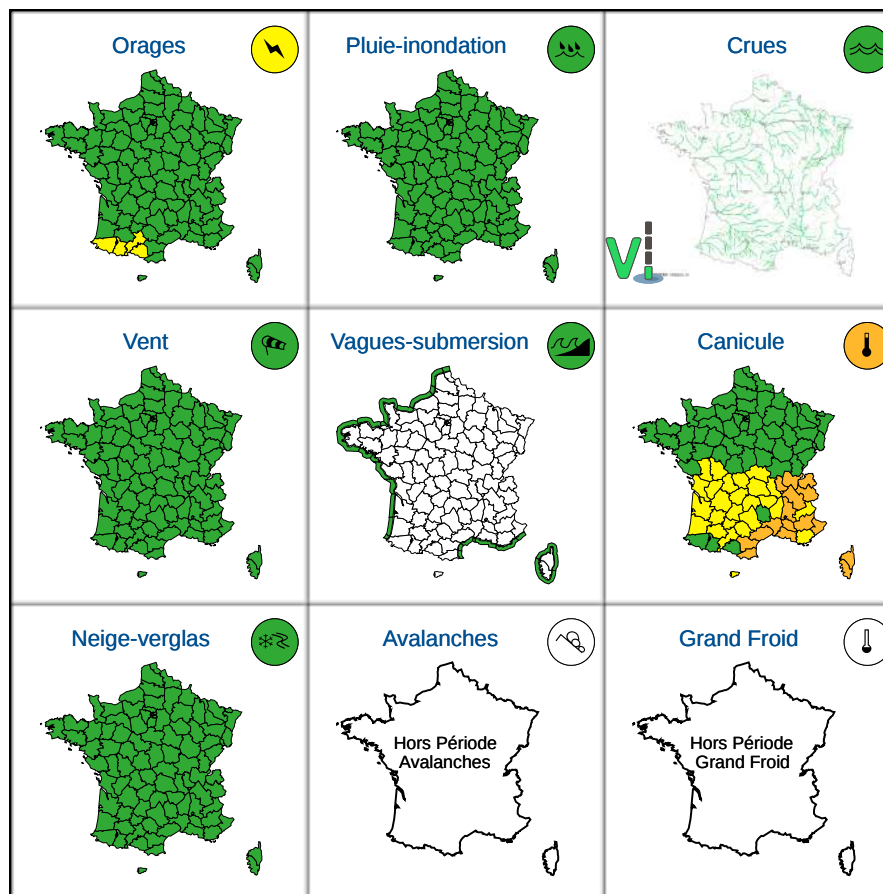 Orages
Pluie-inondation
Crues
Vent
Vagues-submersion
Canicule
Neige-verglas
Avalanches
Grand Froid
Hors Période
Avalanches
Hors Période
Grand Froid